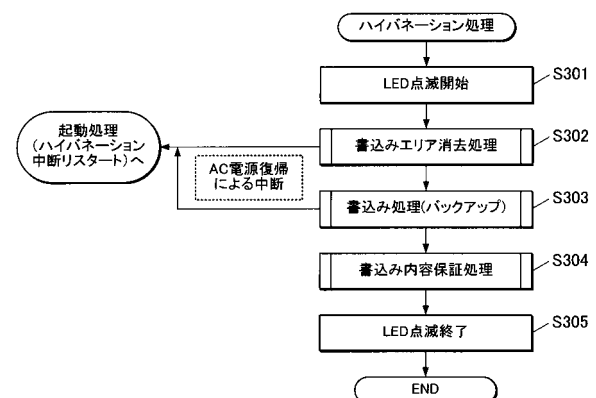 ハイバネーション処理
LED点滅開始
S301
起動処理
(ハイバネーション
中断リスタート)へ
書込みエリア消去処理
S302
AC電源復帰
による中断
書込み処理(バックアップ)
S303
書込み内容保証処理
S304
LED点滅終了
S305
END